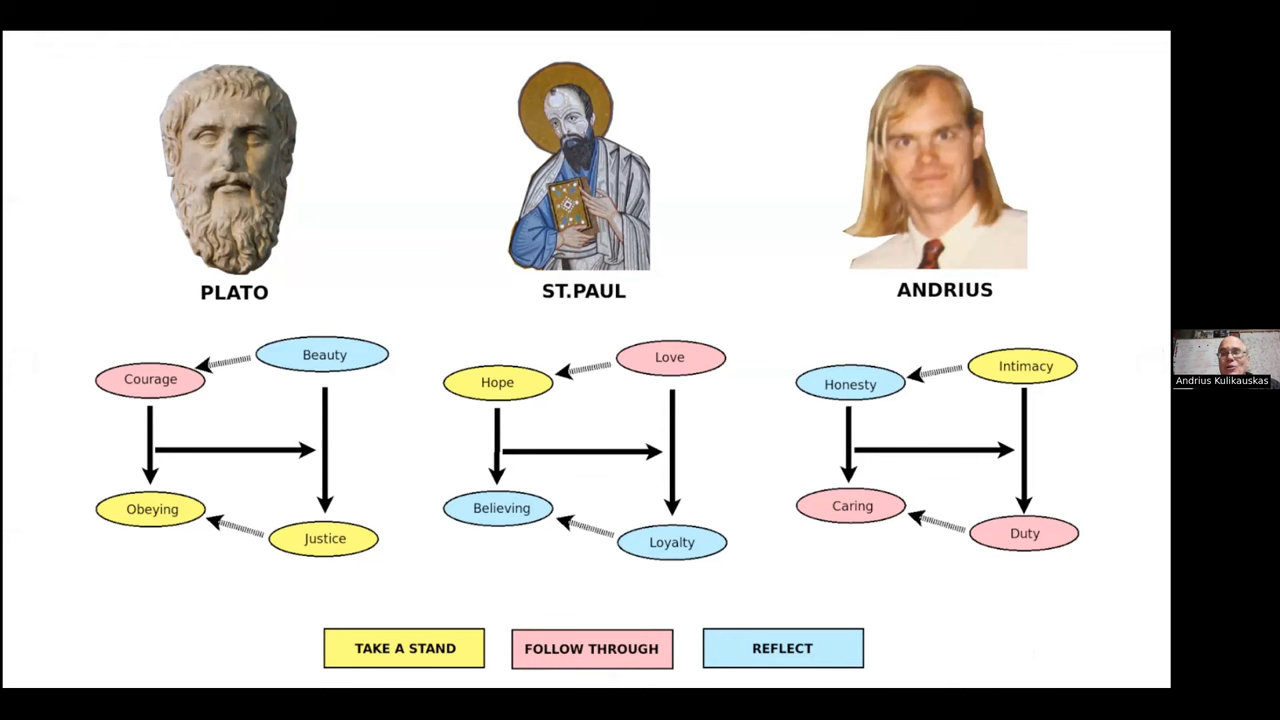 PLATO
ST.PAUL
ANDRIUS
Beauty
Courage
Obeying
Justice
Love
Hope
Believing
Loyalty
Intimacy
Honesty
Caring
Duty
TAKE A STAND
FOLLOW THROUGH
REFLECT
Andrius Kulikauskas